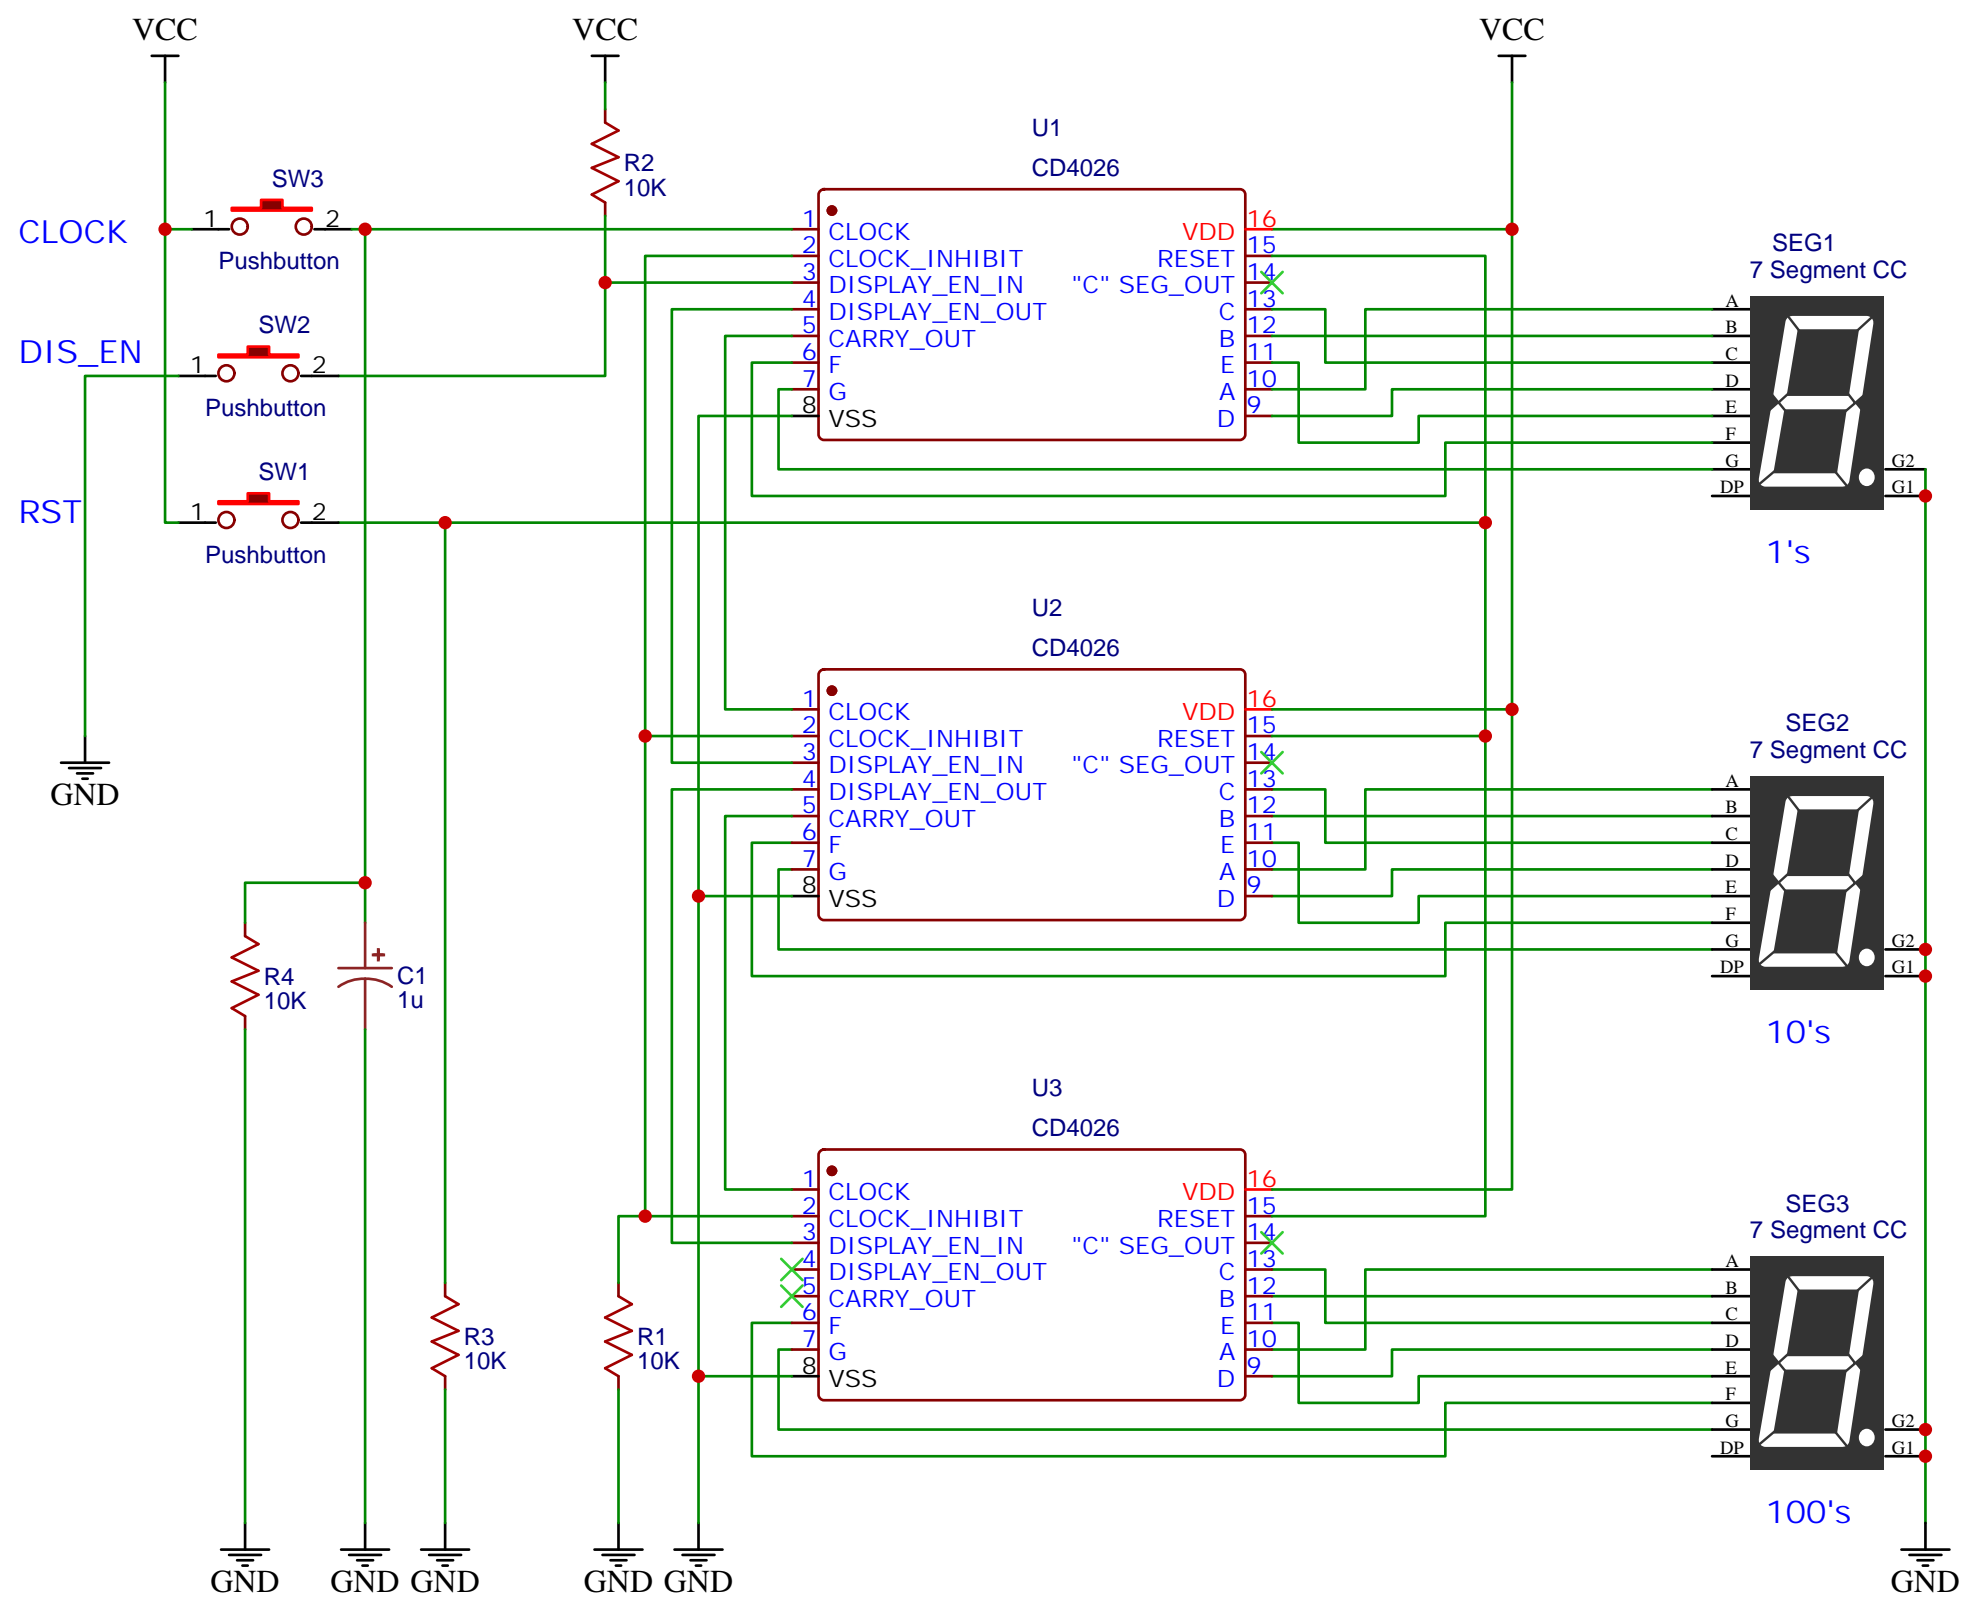 VCC
VCC
VCC
CLOCK
SW3
1
2
Pushbutton
DIS_EN
SW2
1
2
Pushbutton
RST
SW1
1
2
Pushbutton
GND
R2
10K
U1
CD4026
1 CLOCK
2 CLOCK_INHIBIT
3 DISPLAY_EN_IN
4 DISPLAY_EN_OUT
5 CARRY_OUT
6 F
7 G
8 VSS
VDD 16
RESET 15
"C" SEG_OUT 14
C 13
B 12
E 11
A 10
D 9
SEG1
7 Segment CC
A
B
C
D
E
F
G
DP
G2
G1
1's
U2
CD4026
1 CLOCK
2 CLOCK_INHIBIT
3 DISPLAY_EN_IN
4 DISPLAY_EN_OUT
5 CARRY_OUT
6 F
7 G
8 VSS
VDD 16
RESET 15
"C" SEG_OUT 14
C 13
B 12
E 11
A 10
D 9
SEG2
7 Segment CC
A
B
C
D
E
F
G
DP
G2
G1
10's
R4
10K
+
C1
1u
R3
10K
R1
10K
U3
CD4026
1 CLOCK
2 CLOCK_INHIBIT
3 DISPLAY_EN_IN
4 DISPLAY_EN_OUT
5 CARRY_OUT
6 F
7 G
8 VSS
VDD 16
RESET 15
"C" SEG_OUT 14
C 13
B 12
E 11
A 10
D 9
SEG3
7 Segment CC
A
B
C
D
E
F
G
DP
G2
G1
100's
GND
GND
GND
GND
GND
GND